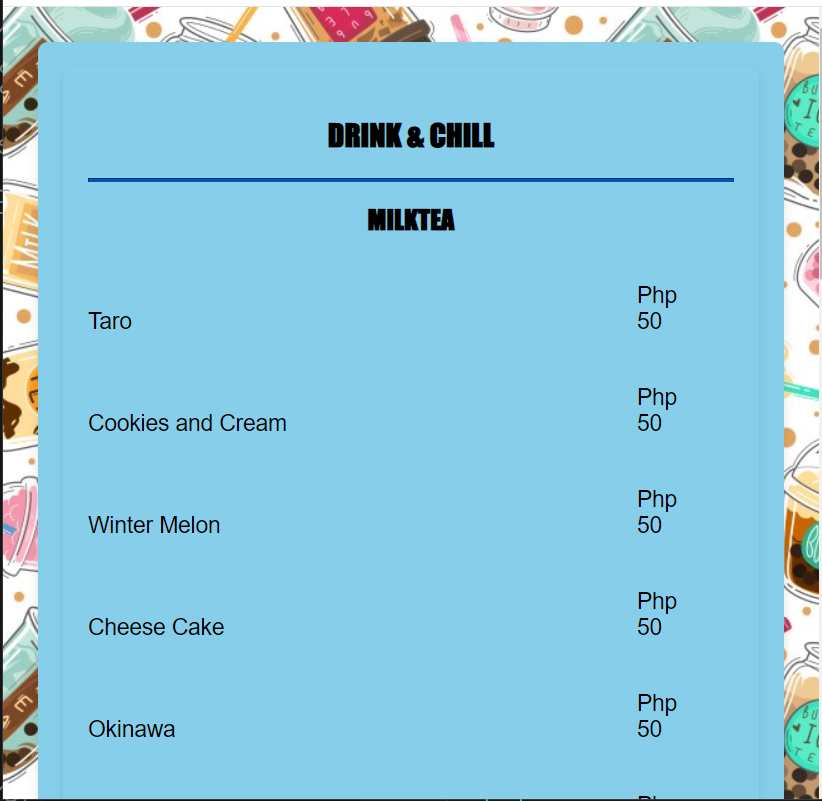 DRINK & CHILL
MILKTEA
Taro Php 50
Cookies and Cream Php 50
Winter Melon Php 50
Cheese Cake Php 50
Okinawa Php 50